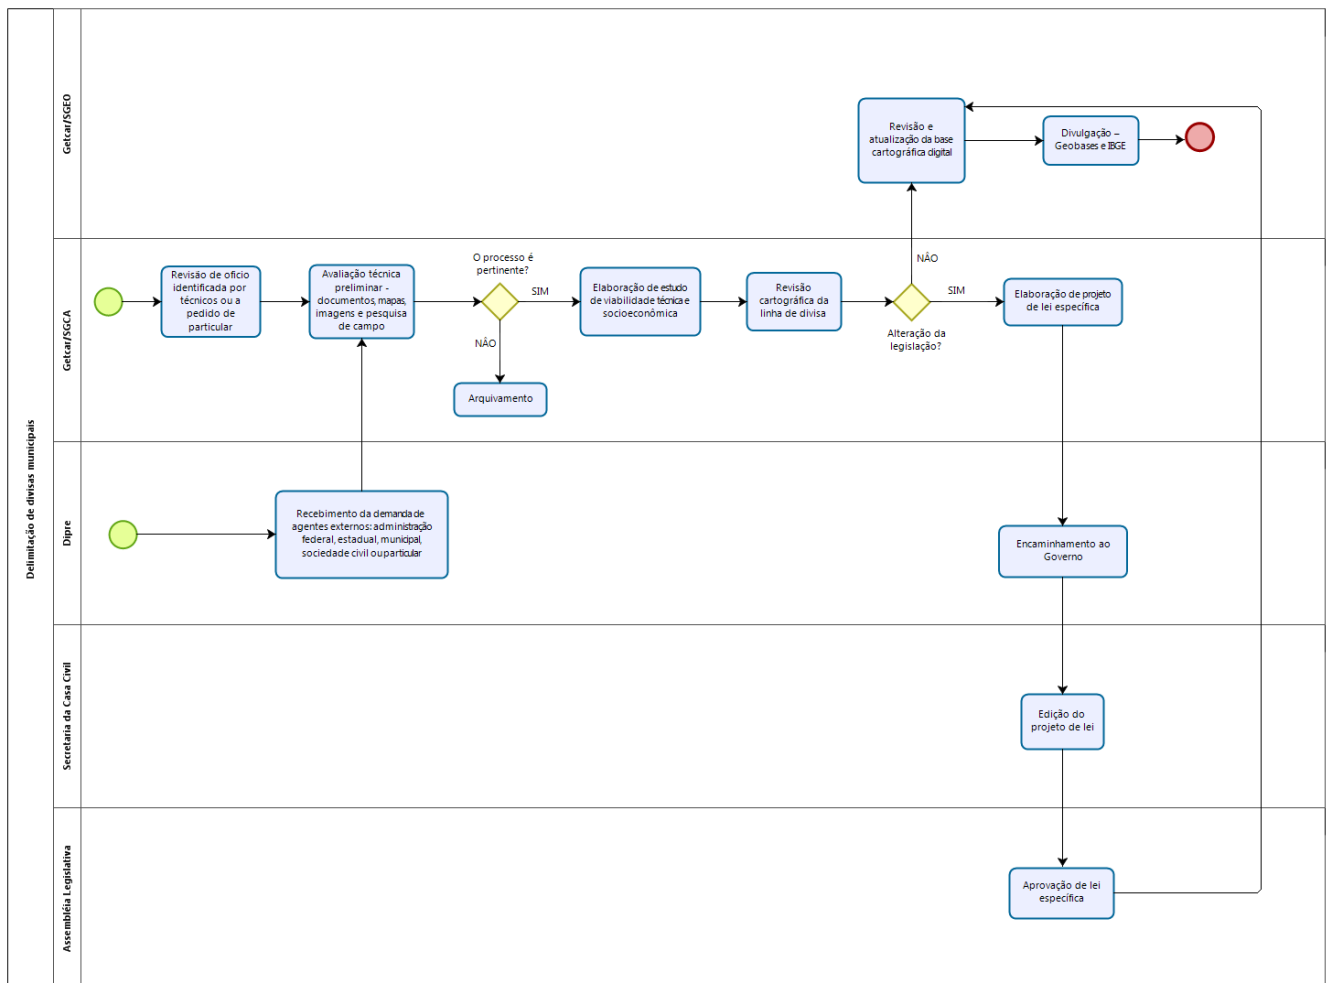 Delimitação de divisas municipais
Getcar/SGEO
Revisão e
atualização da base
cartográfica digital
Divulgação –
Geobases e IBGE
NÃO
Getcar/SGCA
Revisão de oficio
identificada por
técnicos ou a
pedido de
particular
Avaliação técnica
preliminar -
documentos, mapas,
imagens e pesquisa
de campo
O processo é
pertinente?
SIM
NÃO
Arquivamento
Elaboração de estudo
de viabilidade técnica e
socioeconômica
Revisão
cartográfica da
linha de divisa
Alteração da
legislação?
SIM
Elaboração de projeto
de lei específica
Dipre
Recebimento da demanda de
agentes externos: administração
federal, estadual, municipal,
sociedade civil ou particular
Encaminhamento ao
Governo
Secretaria da Casa Civil
Edição do
projeto de lei
Assembléia Legislativa
Aprovação de lei
específica